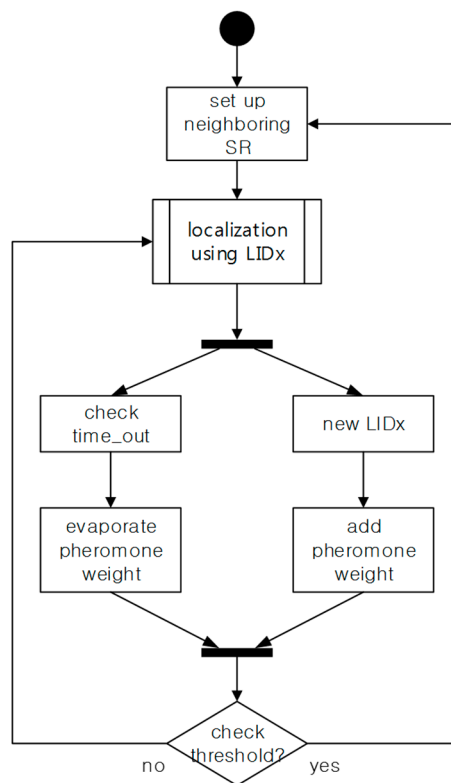 set up
neighboring
SR
localization
using LIDx
check
time_out
new LIDx
evaporate
pheromone
weight
add
pheromone
weight
check
threshold?
no
yes